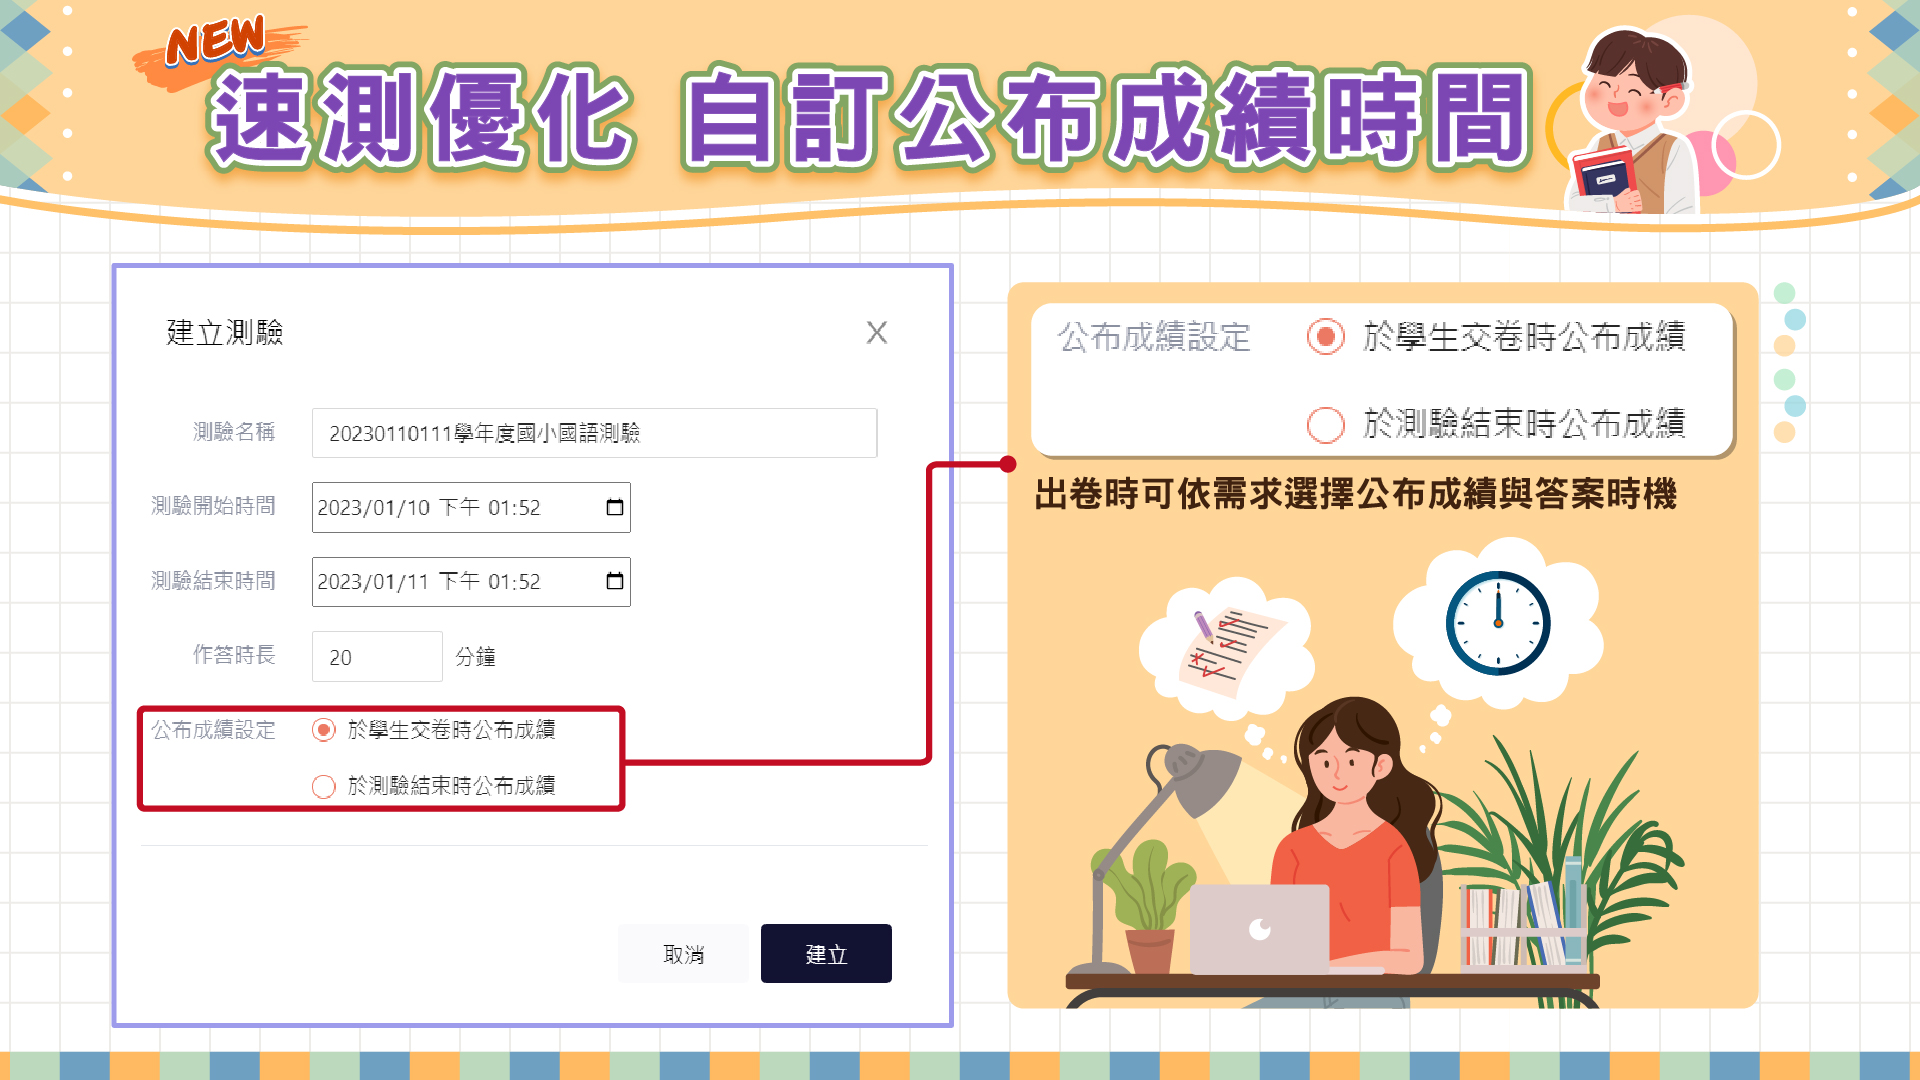 NEW
速測優化 自訂公布成績時間
建立測驗
X
測驗名稱
20230110111學年度國小國語測驗
測驗開始時間
2023/01/10 下午 01:52
測驗結束時間
2023/01/11 下午 01:52
作答時長
20
分鐘
公布成績設定
於學生交卷時公布成績
於測驗結束時公布成績
取消
建立
公布成績設定
於學生交卷時公布成績
於測驗結束時公布成績
出卷時可依需求選擇公布成績與答案時機